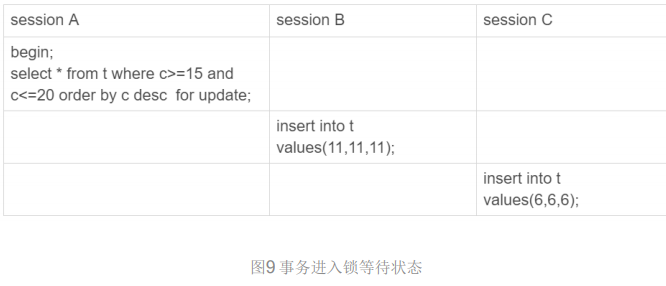 session A
session B
session C
begin;
select * from t where c>=15 and
c<=20 order by c desc  for update;
insert into t
values(11,11,11);
insert into t
values(6,6,6);
图9 事务进入锁等待状态